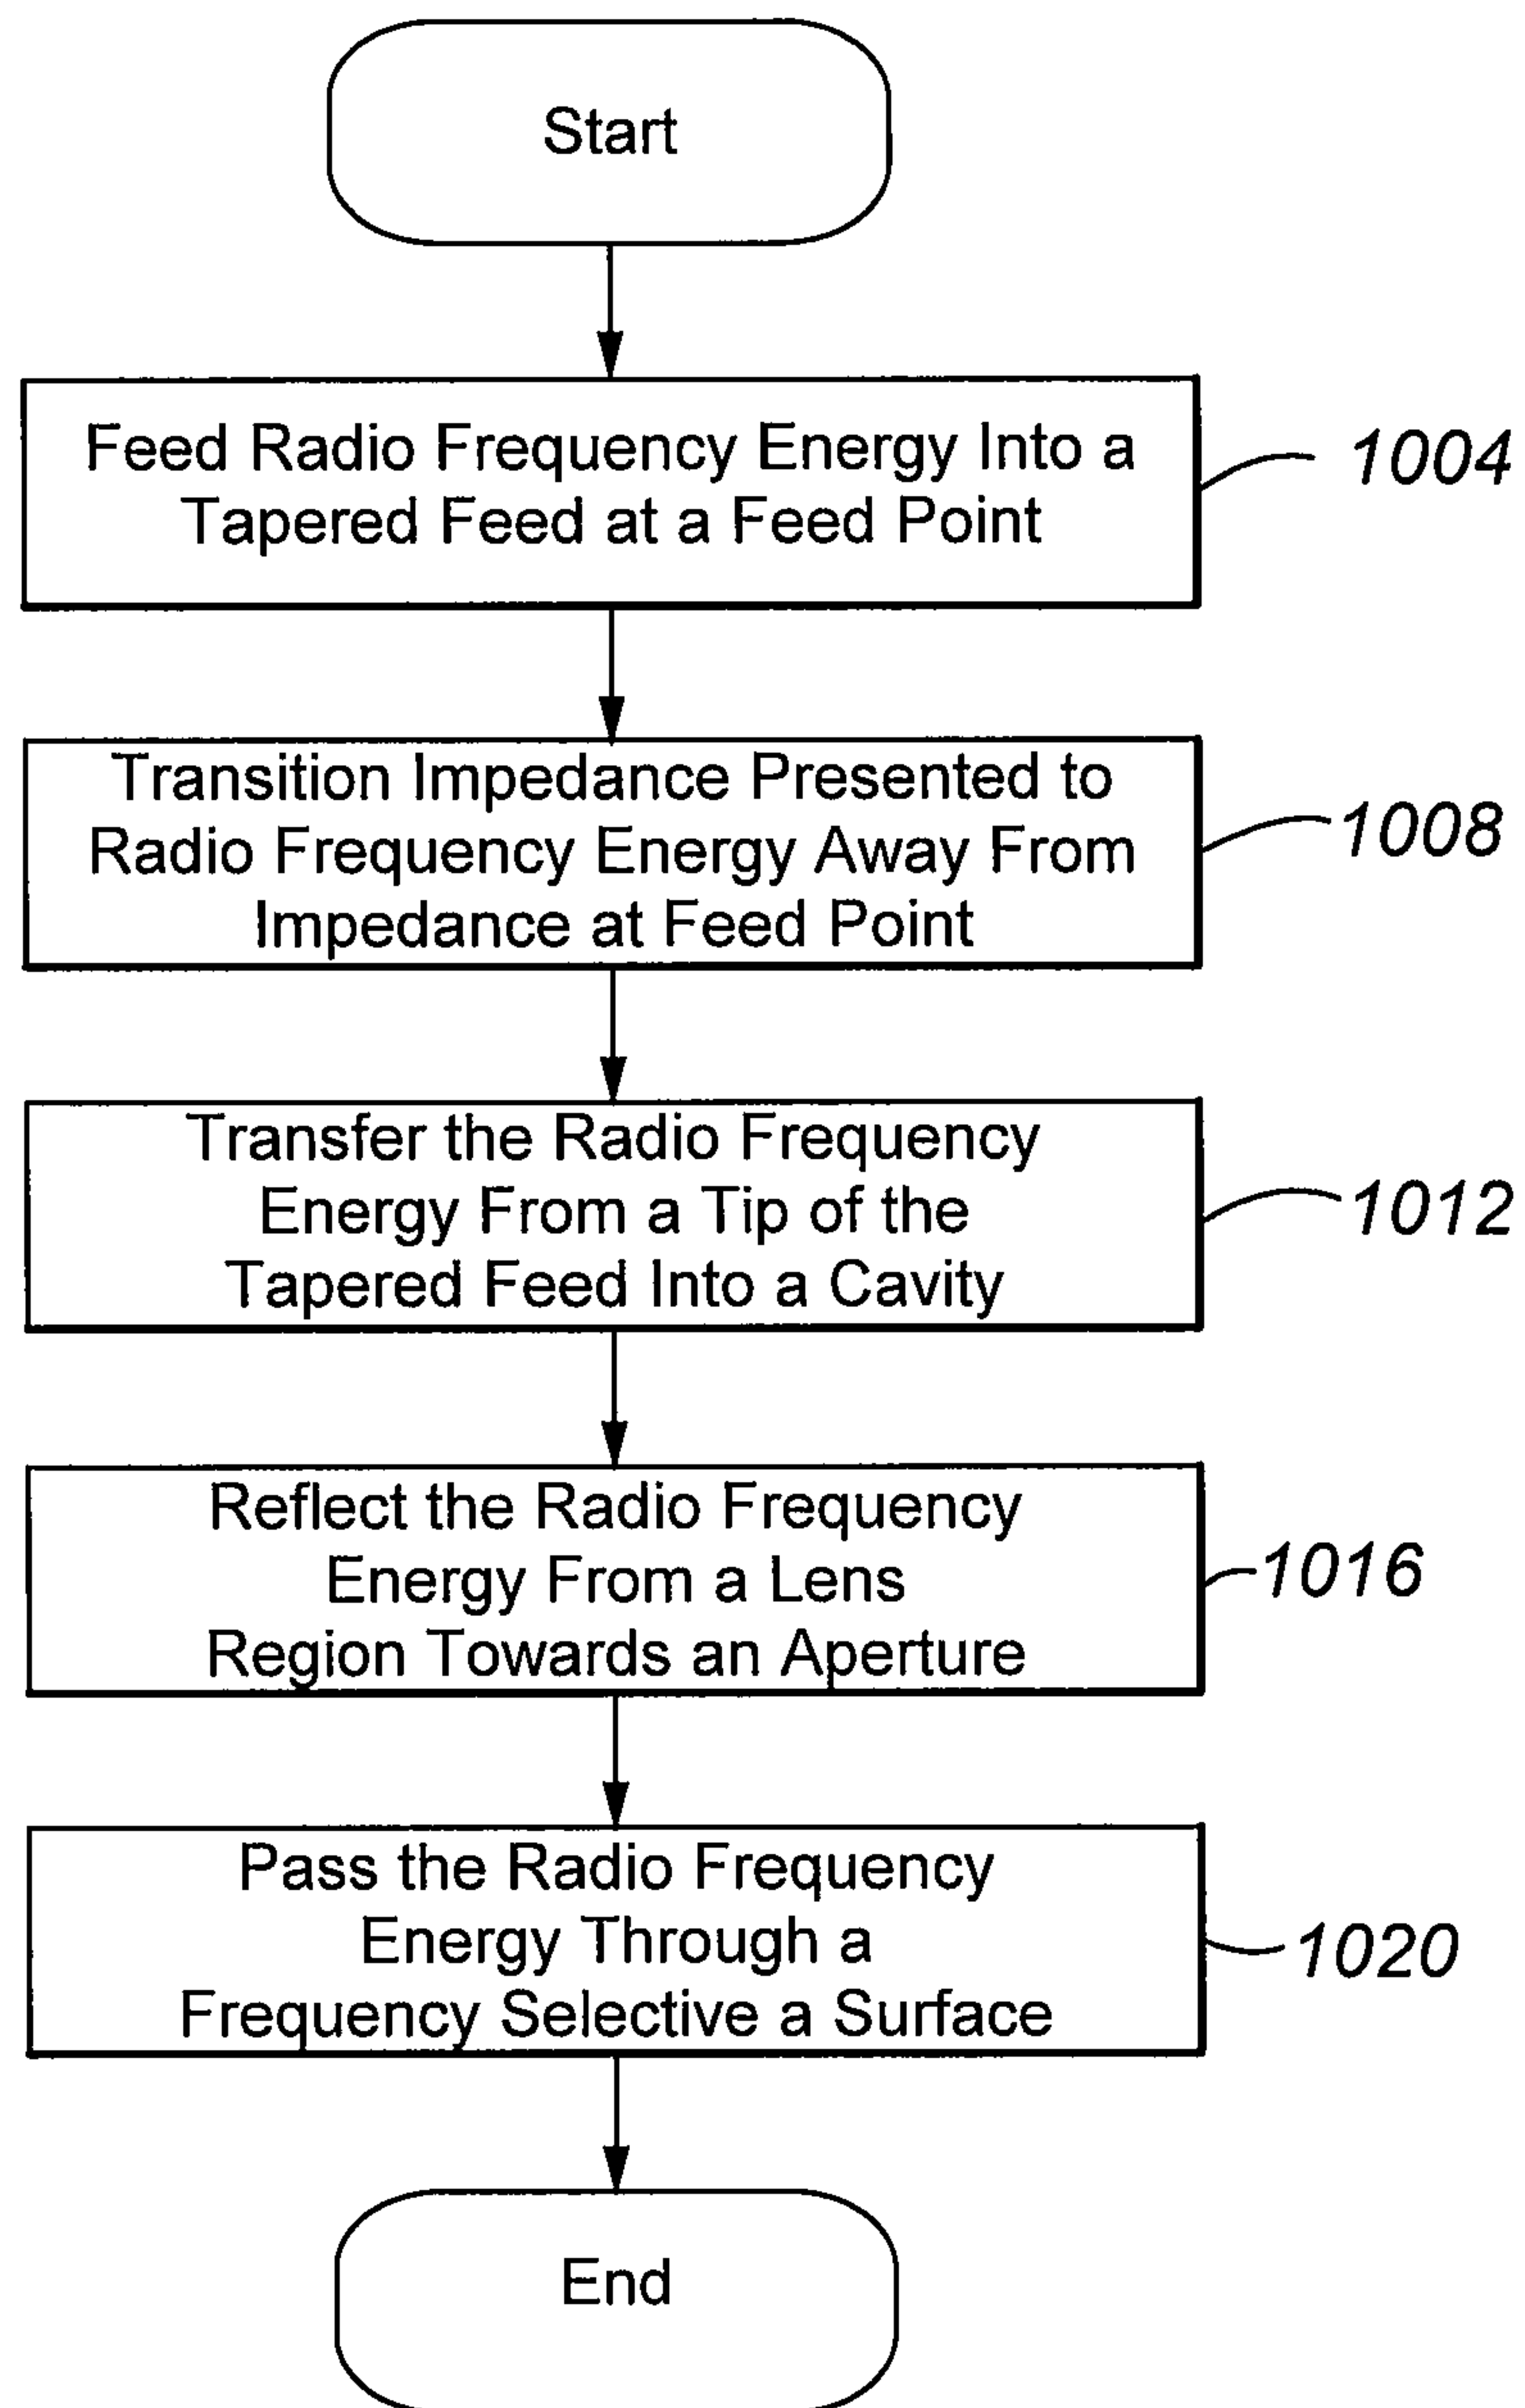 Start
Feed Radio Frequency Energy Into a
Tapered Feed at a Feed Point
1004
Transition Impedance Presented to
Radio Frequency Energy Away From
Impedance at Feed Point
1008
Transfer the Radio Frequency
Energy From a Tip of the
Tapered Feed Into a Cavity
1012
Reflect the Radio Frequency
Energy From a Lens
Region Towards an Aperture
1016
Pass the Radio Frequency
Energy Through a
Frequency Selective a Surface
1020
End